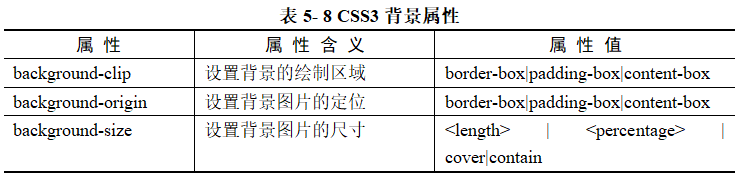 表 5- 8 CSS3 背景属性
属 性 属 性 含 义 属 性 值
background-clip 设置背景的绘制区域 border-box|padding-box|content-box
background-origin 设置背景图片的定位 border-box|padding-box|content-box
background-size 设置背景图片的尺寸 <length> | <percentage> |
cover|contain